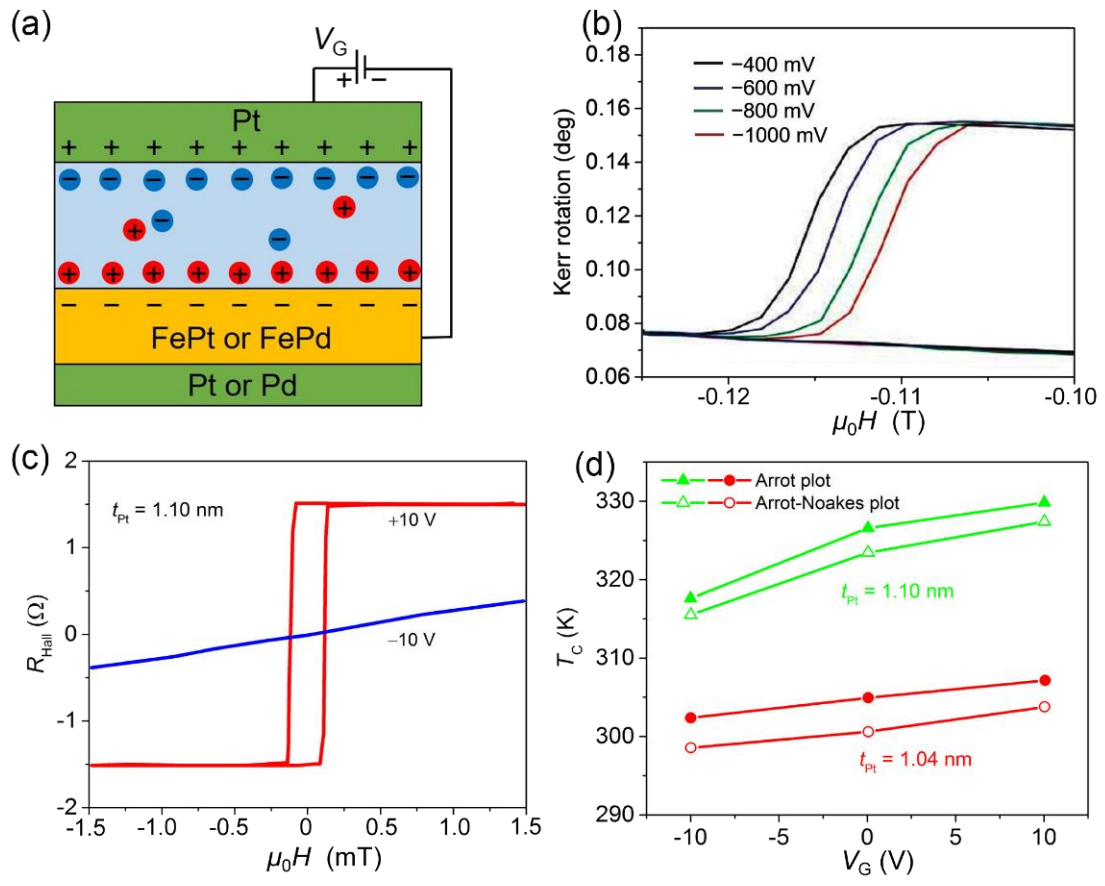 (a)
V_G
+ −
Pt
+ + + + + + + + +
− − − − − − − − −
+ − − +
+ + + + + + + + +
− − − − − − − − −
FePt or FePd
Pt or Pd
(b)
−400 mV
−600 mV
−800 mV
−1000 mV
Kerr rotation (deg)
0.18
0.16
0.14
0.12
0.10
0.08
0.06
-0.12 -0.11 -0.10
μ₀H (T)
(c)
t_Pt = 1.10 nm
+10 V
−10 V
R_Hall (Ω)
2
1
0
-1
-2
-1.5 -1.0 -0.5 0 0.5 1.0 1.5
μ₀H (mT)
(d)
Arrot plot
Arrot-Noakes plot
t_Pt = 1.10 nm
t_Pt = 1.04 nm
T_C (K)
330
320
310
300
290
-10 -5 0 5 10
V_G (V)